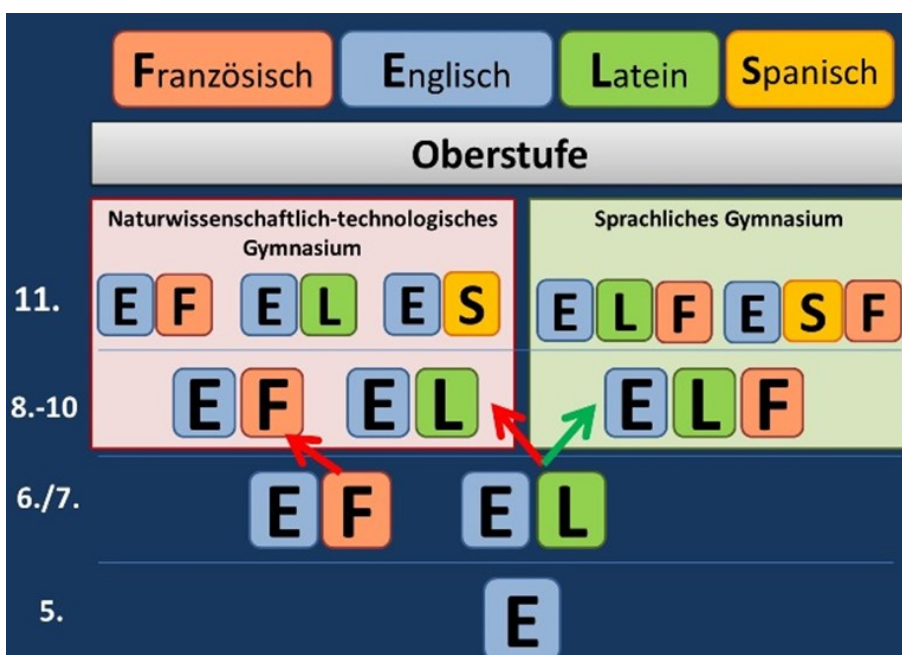 Französisch Englisch Latein Spanisch
Oberstufe
Naturwissenschaftlich-technologisches
Gymnasium
Sprachliches Gymnasium
11. E F E L E S E L F E S F
8.-10 E F E L E L F
6./7. E F E L
5. E